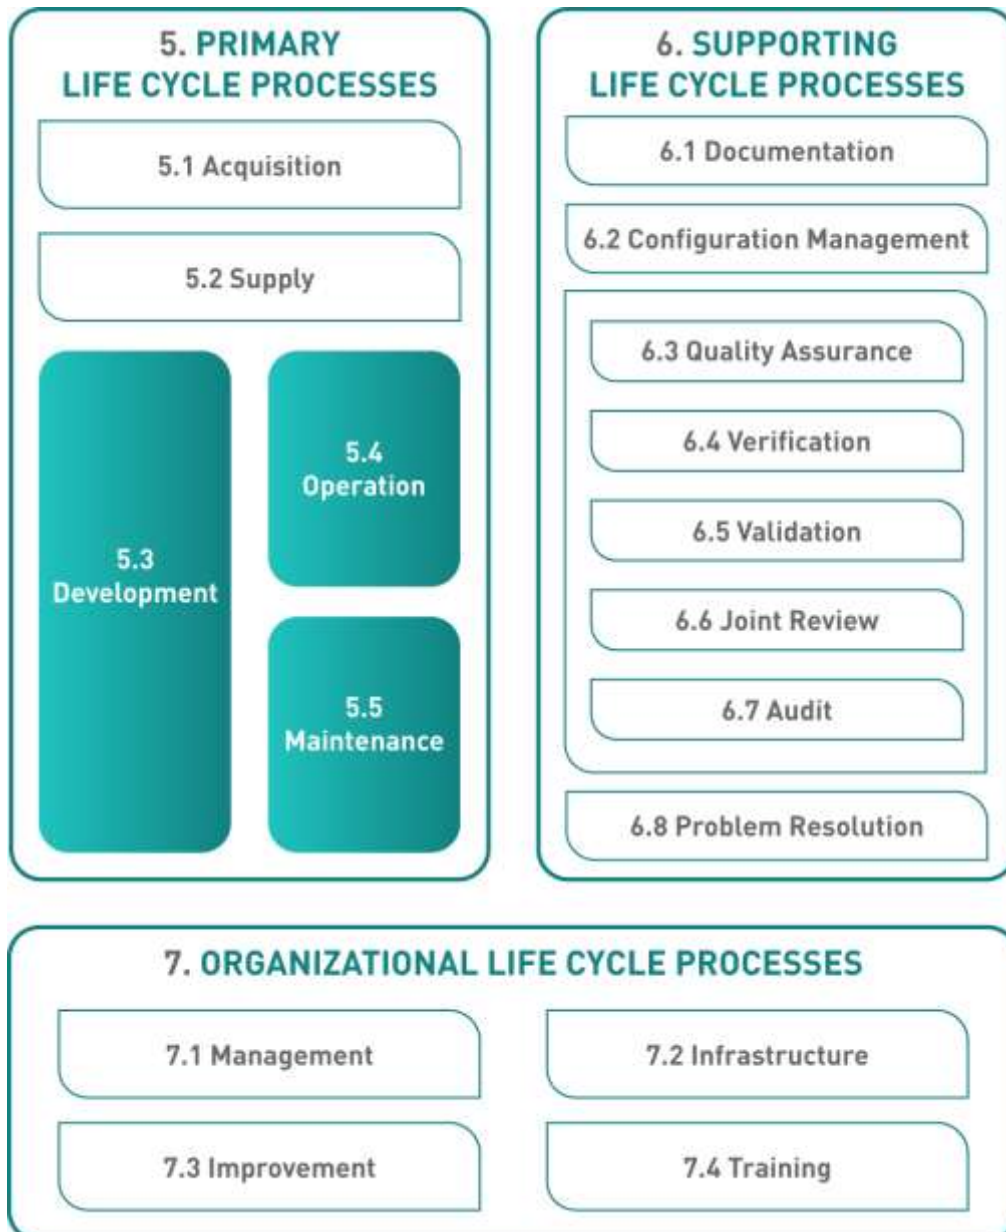 5. PRIMARY
LIFE CYCLE PROCESSES
5.1 Acquisition
5.2 Supply
5.3
Development
5.4
Operation
5.5
Maintenance
6. SUPPORTING
LIFE CYCLE PROCESSES
6.1 Documentation
6.2 Configuration Management
6.3 Quality Assurance
6.4 Verification
6.5 Validation
6.6 Joint Review
6.7 Audit
6.8 Problem Resolution
7. ORGANIZATIONAL LIFE CYCLE PROCESSES
7.1 Management
7.2 Infrastructure
7.3 Improvement
7.4 Training